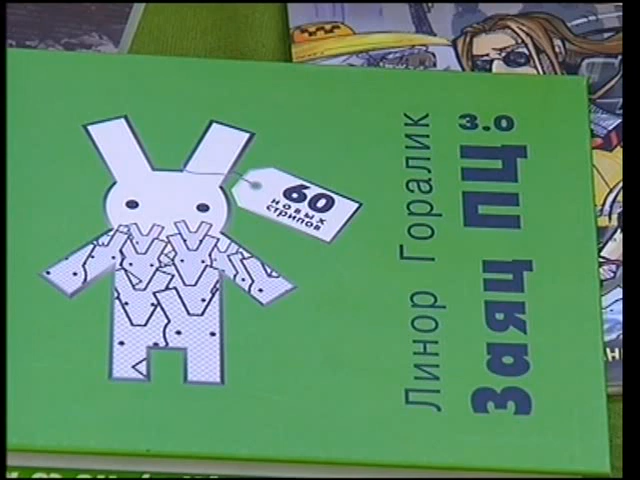 Линор Горалик
Заяц ПЦ
3.0
60
новых
стрипов